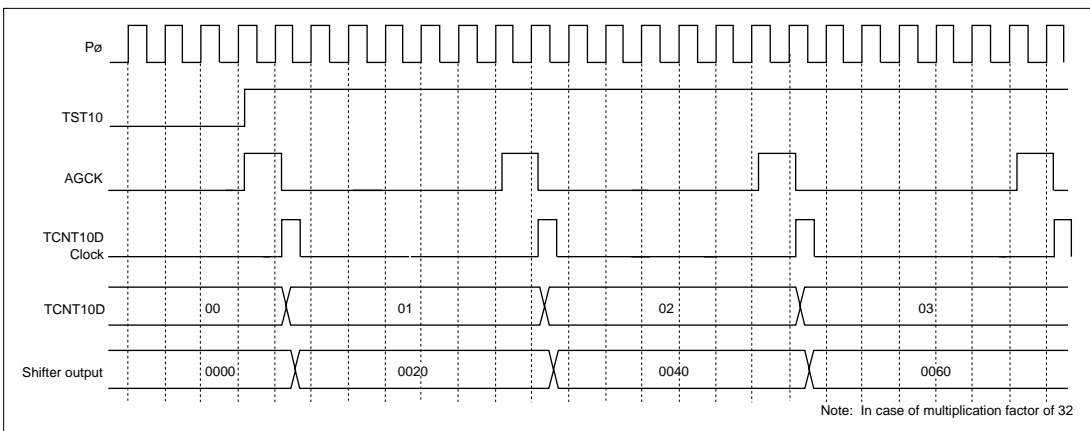 Pø
TST10
AGCK
TCNT10D
Clock
TCNT10D
00
01
02
03
Shifter output
0000
0020
0040
0060
Note: In case of multiplication factor of 32